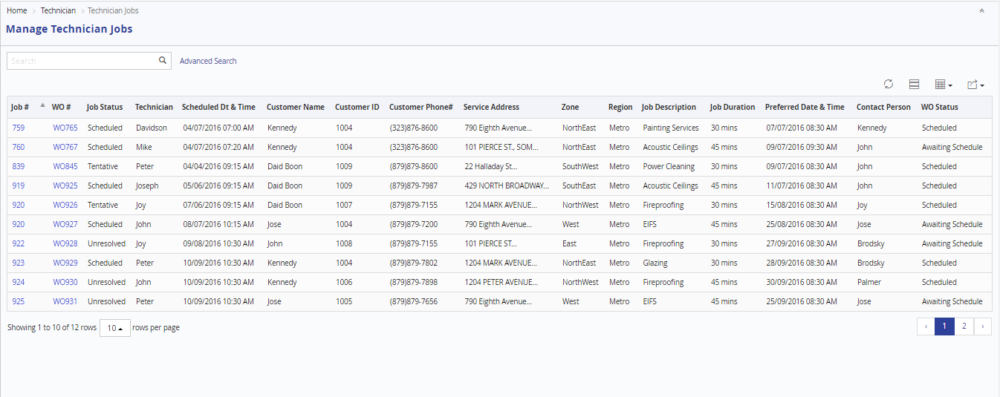 Home > Technician > Technician Jobs
Manage Technician Jobs
Search Advanced Search
Job # WO # Job Status Technician Scheduled Dt & Time Customer Name Customer ID Customer Phone# Service Address Zone Region Job Description Job Duration Preferred Date & Time Contact Person WO Status
759 WO765 Scheduled Davidson 04/07/2016 07:00 AM Kennedy 1004 (323)876-8600 790 Eighth Avenue... NorthEast Metro Painting Services 30 mins 07/07/2016 08:30 AM Kennedy Scheduled
760 WO767 Scheduled Mike 04/07/2016 07:20 AM Kennedy 1004 (323)876-8600 101 PIERCE ST., SOM... NorthEast Metro Acoustic Ceilings 45 mins 09/07/2016 09:30 AM John Awaiting Schedule
839 WO845 Tentative Peter 04/04/2016 09:15 AM Daid Boon 1009 (879)879-8600 22 Halladay St... SouthWest Metro Power Cleaning 30 mins 09/07/2016 08:30 AM John Scheduled
919 WO925 Scheduled Joseph 05/06/2016 09:15 AM Daid Boon 1009 (879)879-7987 429 NORTH BROADWAY... SouthEast Metro Acoustic Ceilings 45 mins 11/07/2016 08:30 AM John Scheduled
920 WO926 Tentative Joy 07/06/2016 09:15 AM Daid Boon 1007 (879)879-7155 1204 MARK AVENUE... NorthWest Metro Fireproofing 30 mins 15/08/2016 08:30 AM Joy Scheduled
920 WO927 Scheduled John 08/07/2016 10:15 AM Jose 1004 (879)879-7200 790 Eighth Avenue... West Metro EIFS 45 mins 25/08/2016 08:30 AM Jose Awaiting Schedule
922 WO928 Unresolved Joy 09/08/2016 10:30 AM John 1008 (879)879-7155 101 PIERCE ST... East Metro Fireproofing 30 mins 27/09/2016 08:30 AM Brodsky Awaiting Schedule
923 WO929 Scheduled Peter 10/09/2016 10:30 AM Kennedy 1004 (879)879-7802 1204 MARK AVENUE... NorthEast Metro Glazing 30 mins 28/09/2016 08:30 AM Brodsky Scheduled
924 WO930 Unresolved John 10/09/2016 10:30 AM Kennedy 1006 (879)879-7898 1204 PETER AVENUE... NorthWest Metro Fireproofing 45 mins 30/09/2016 08:30 AM Palmer Scheduled
925 WO931 Unresolved Peter 10/09/2016 10:30 AM Jose 1005 (879)879-7656 790 Eighth Avenue... West Metro EIFS 45 mins 25/09/2016 08:30 AM Jose Awaiting Schedule
Showing 1 to 10 of 12 rows 10 rows per page ‹ 1 2 ›